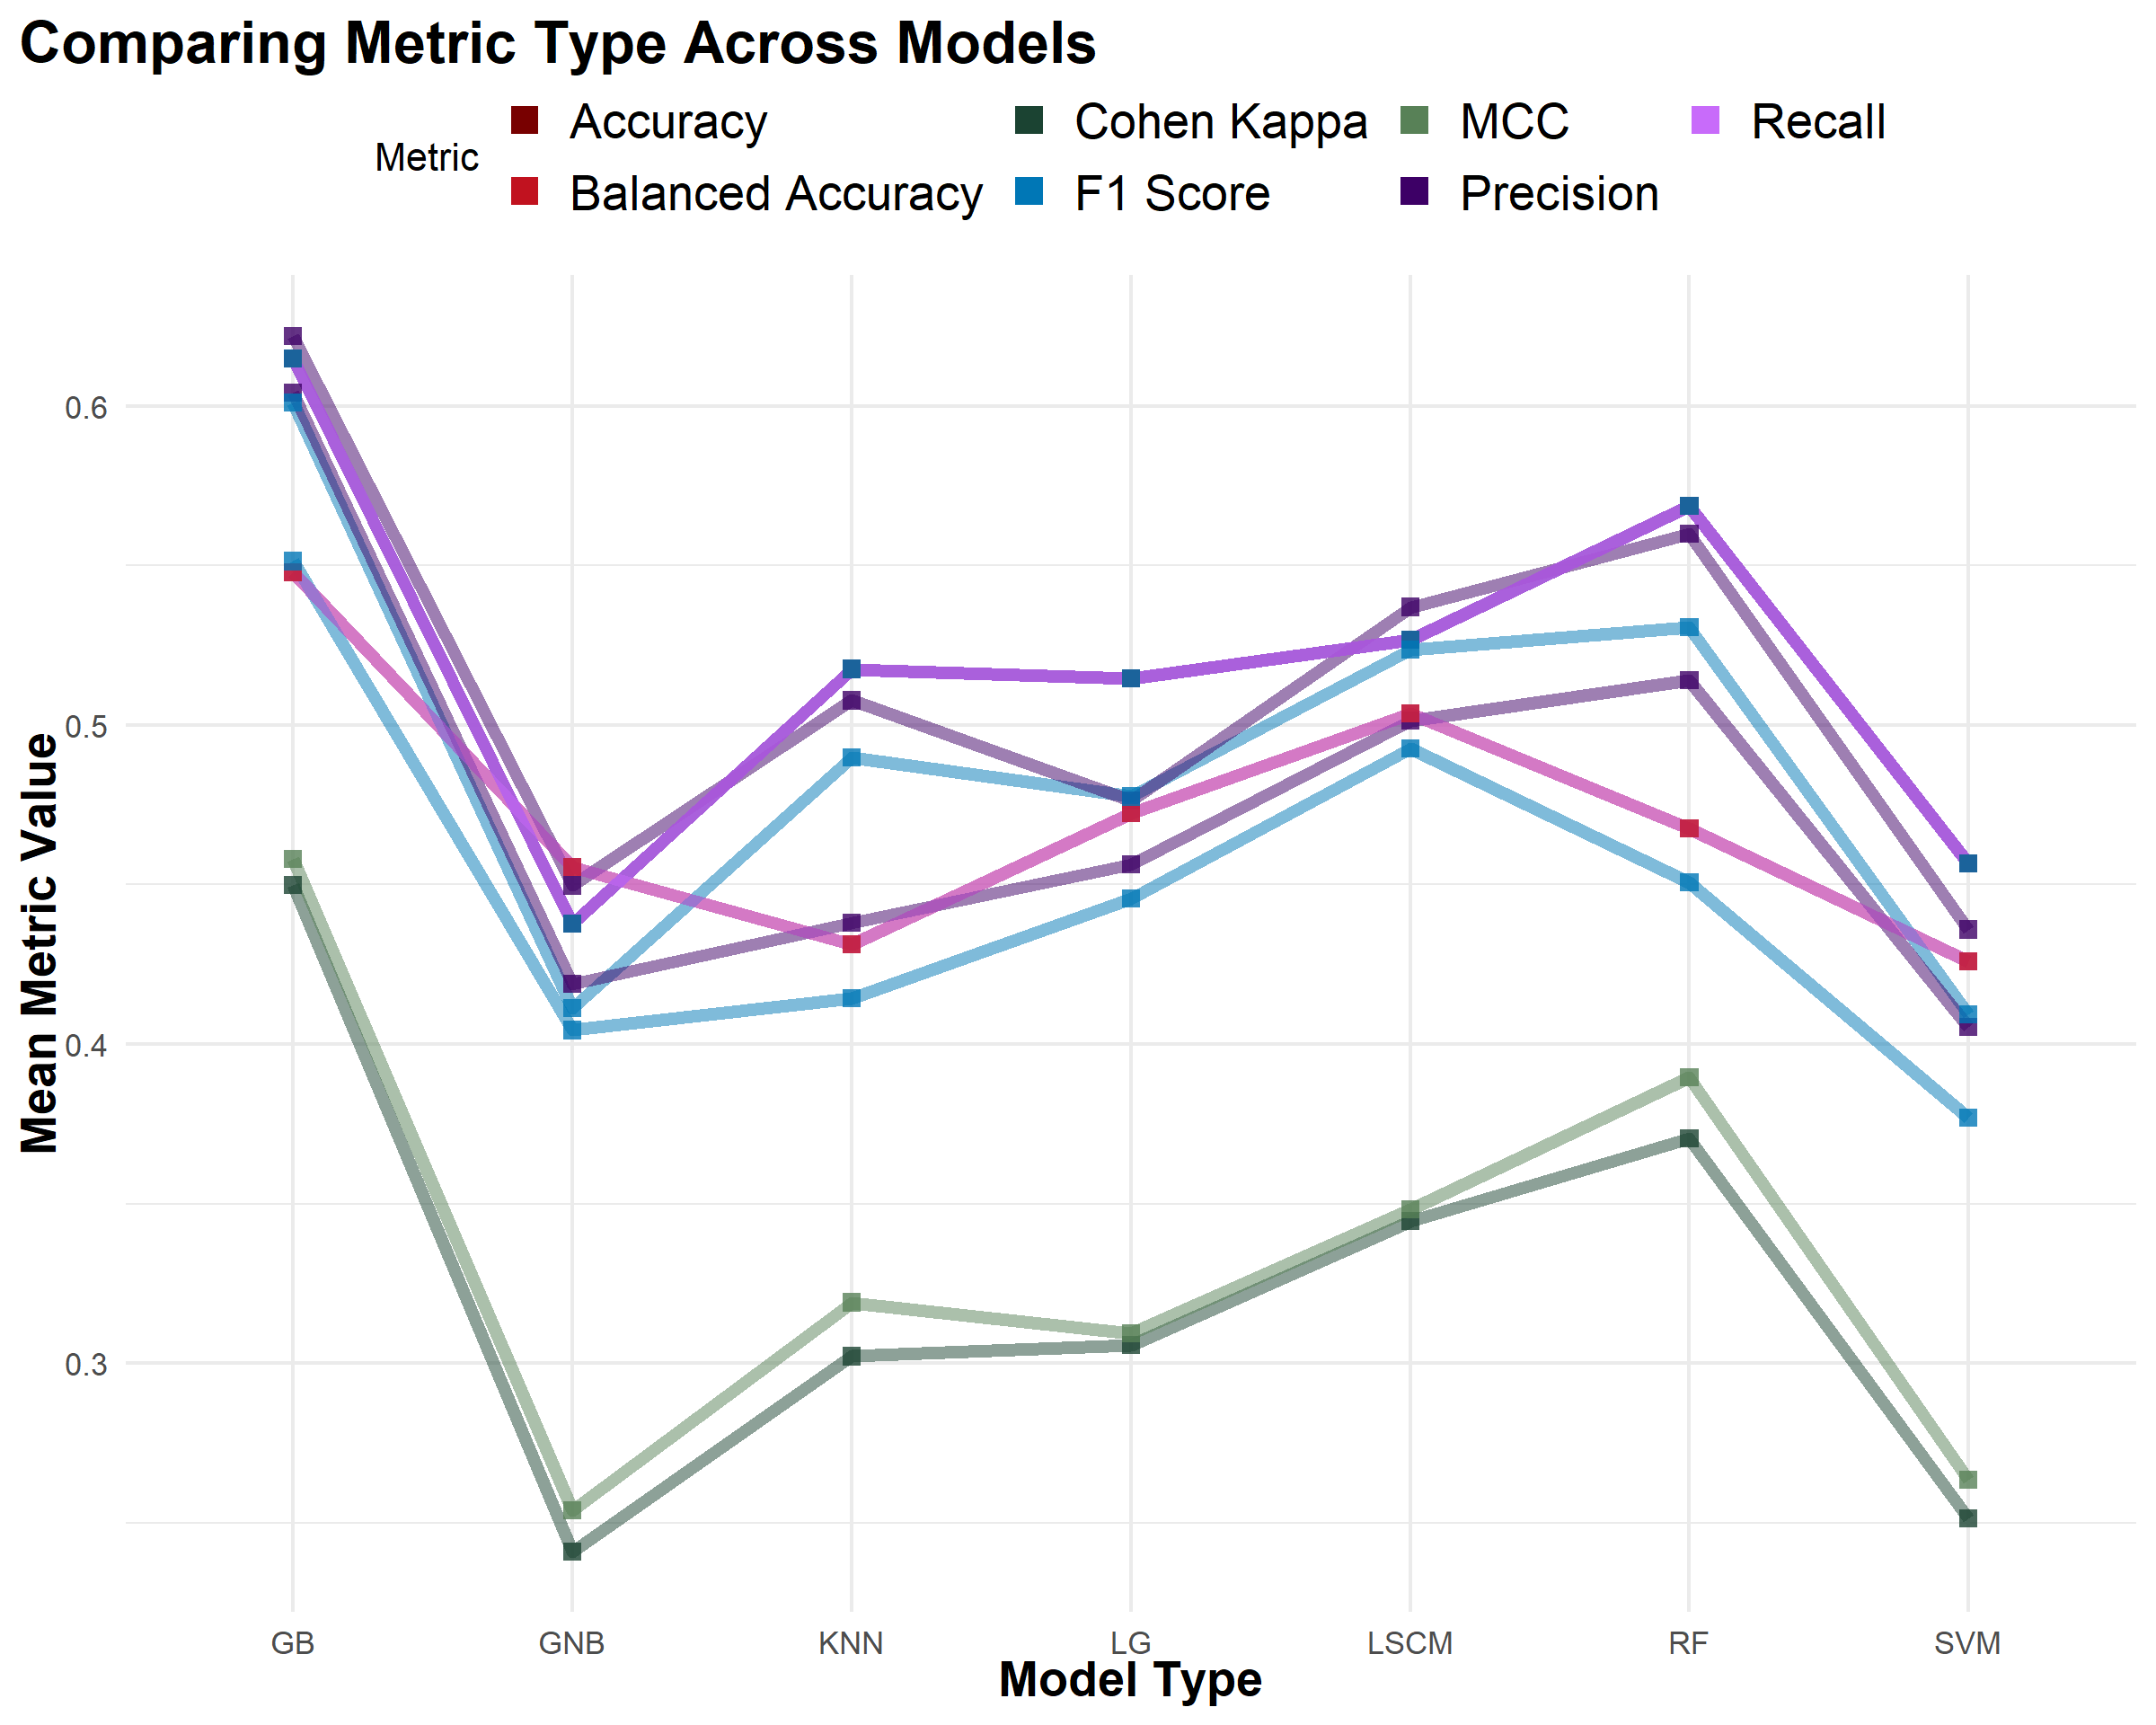 Comparing Metric Type Across Models
Metric
Accuracy
Cohen Kappa
MCC
Recall
Balanced Accuracy
F1 Score
Precision
Mean Metric Value
0.6
0.5
0.4
0.3
GB
GNB
KNN
LG
LSCM
RF
SVM
Model Type